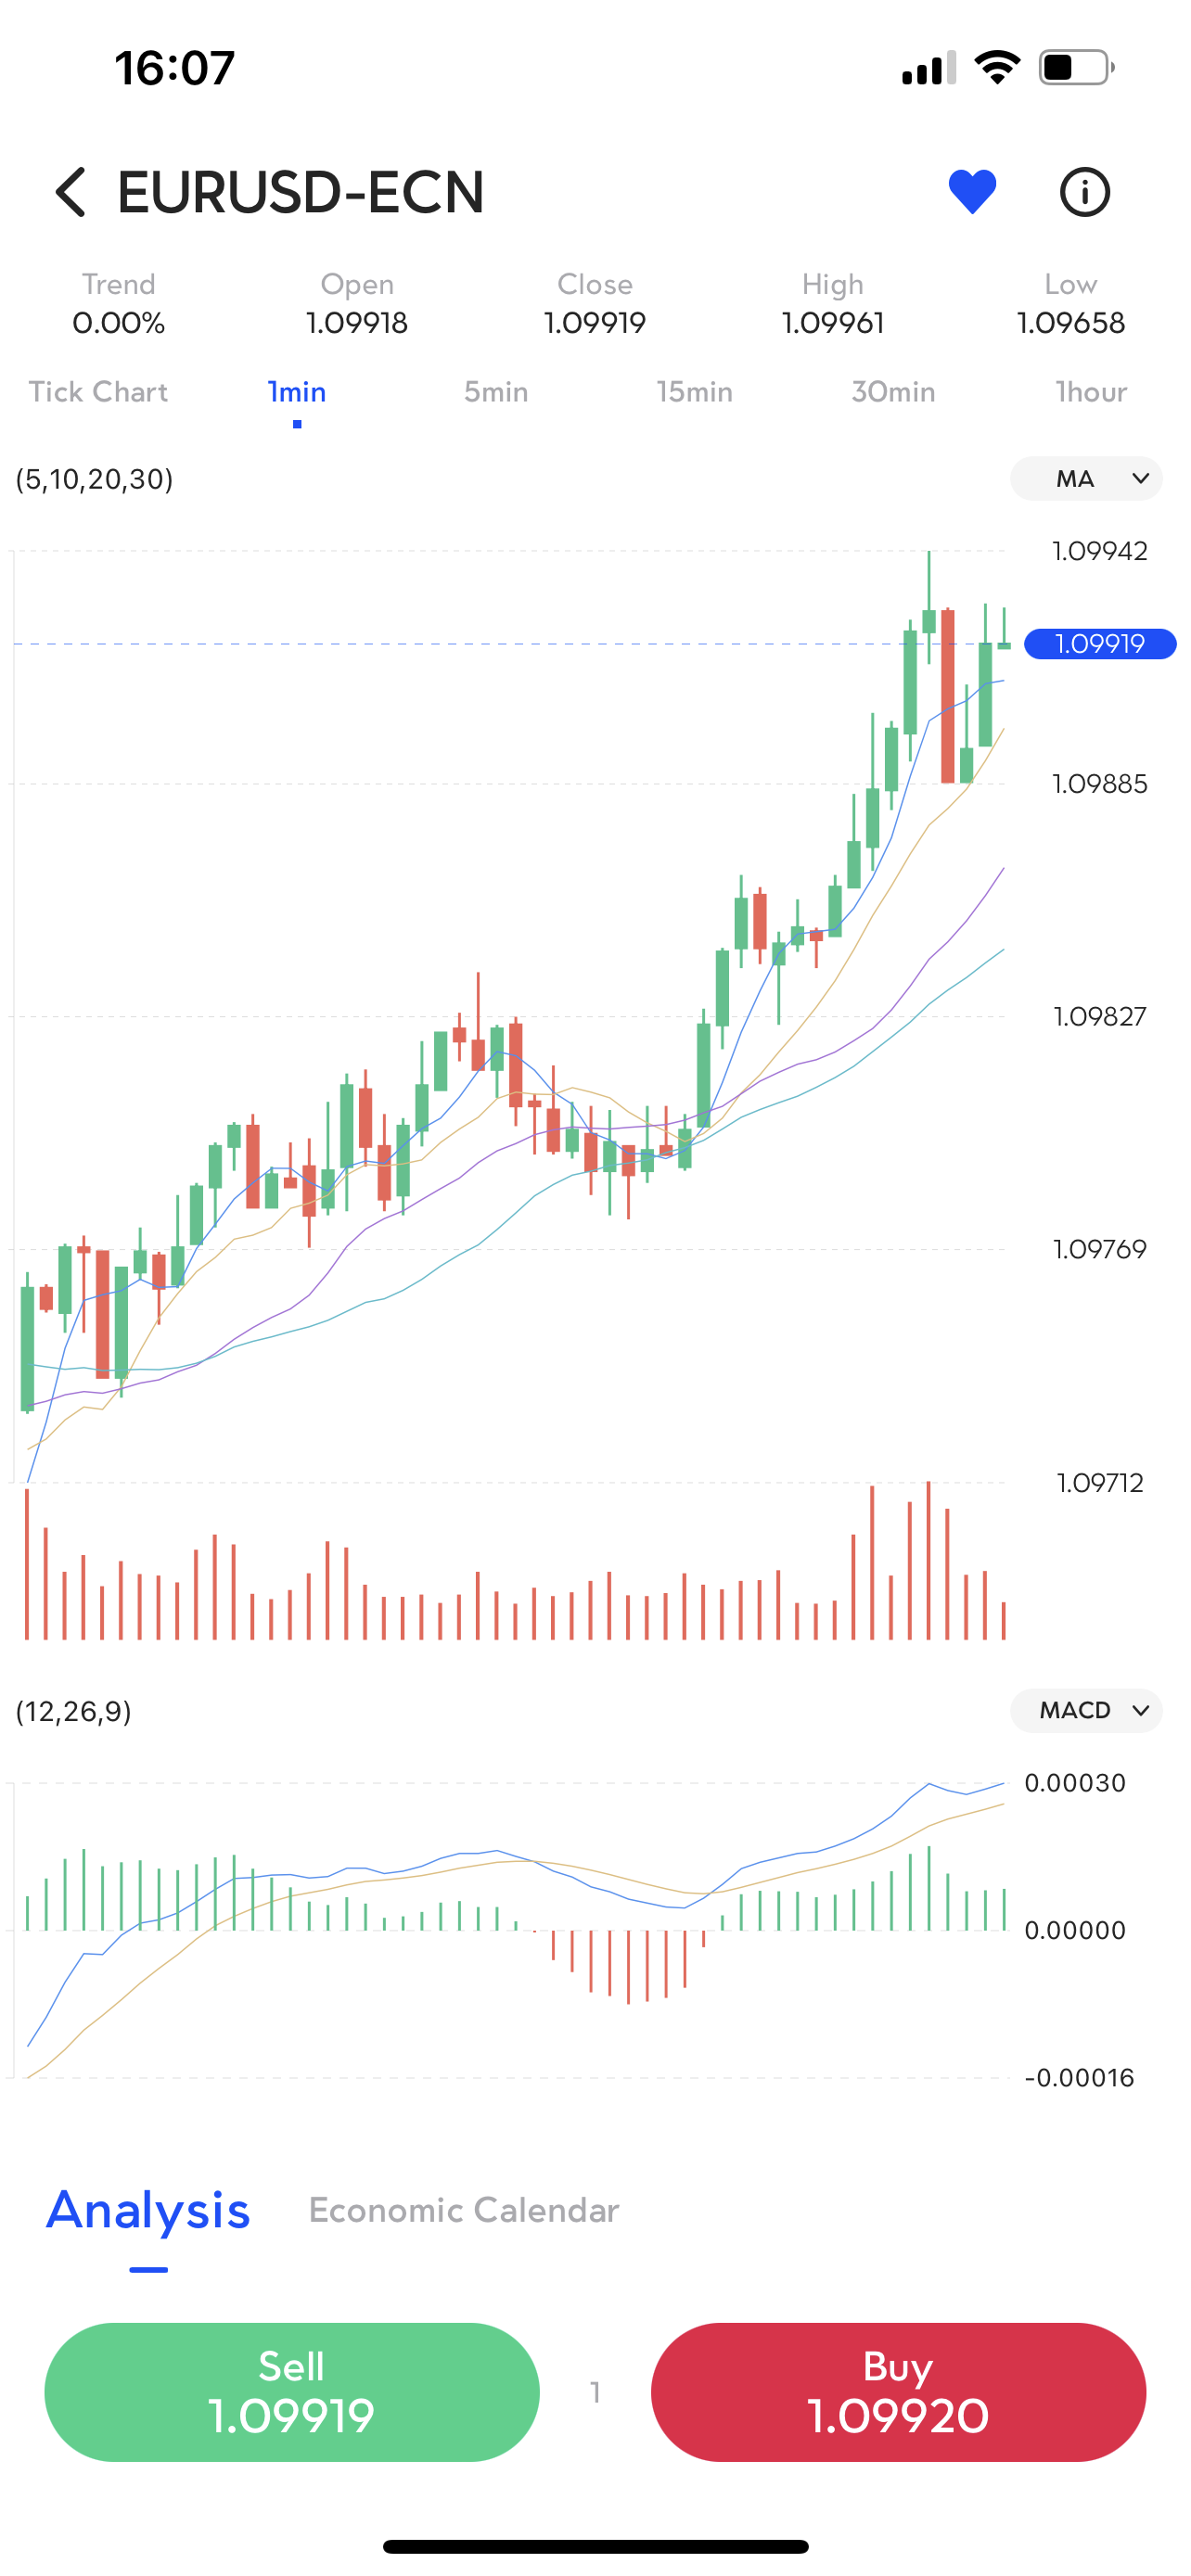 16:07
EURUSD-ECN
Trend Open Close High Low
0.00% 1.09918 1.09919 1.09961 1.09658
Tick Chart 1min 5min 15min 30min 1hour
(5,10,20,30) MA
1.09942
1.09919
1.09885
1.09827
1.09769
1.09712
(12,26,9) MACD
0.00030
0.00000
-0.00016
Analysis Economic Calendar
Sell 1 Buy
1.09919 1.09920